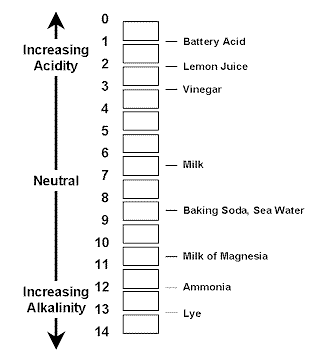 0
1
Battery Acid
Increasing
Acidity
2
Lemon Juice
3
Vinegar
4
5
6
7
Milk
Neutral
8
9
Baking Soda, Sea Water
10
11
Milk of Magnesia
12
Ammonia
Increasing
Alkalinity
13
Lye
14